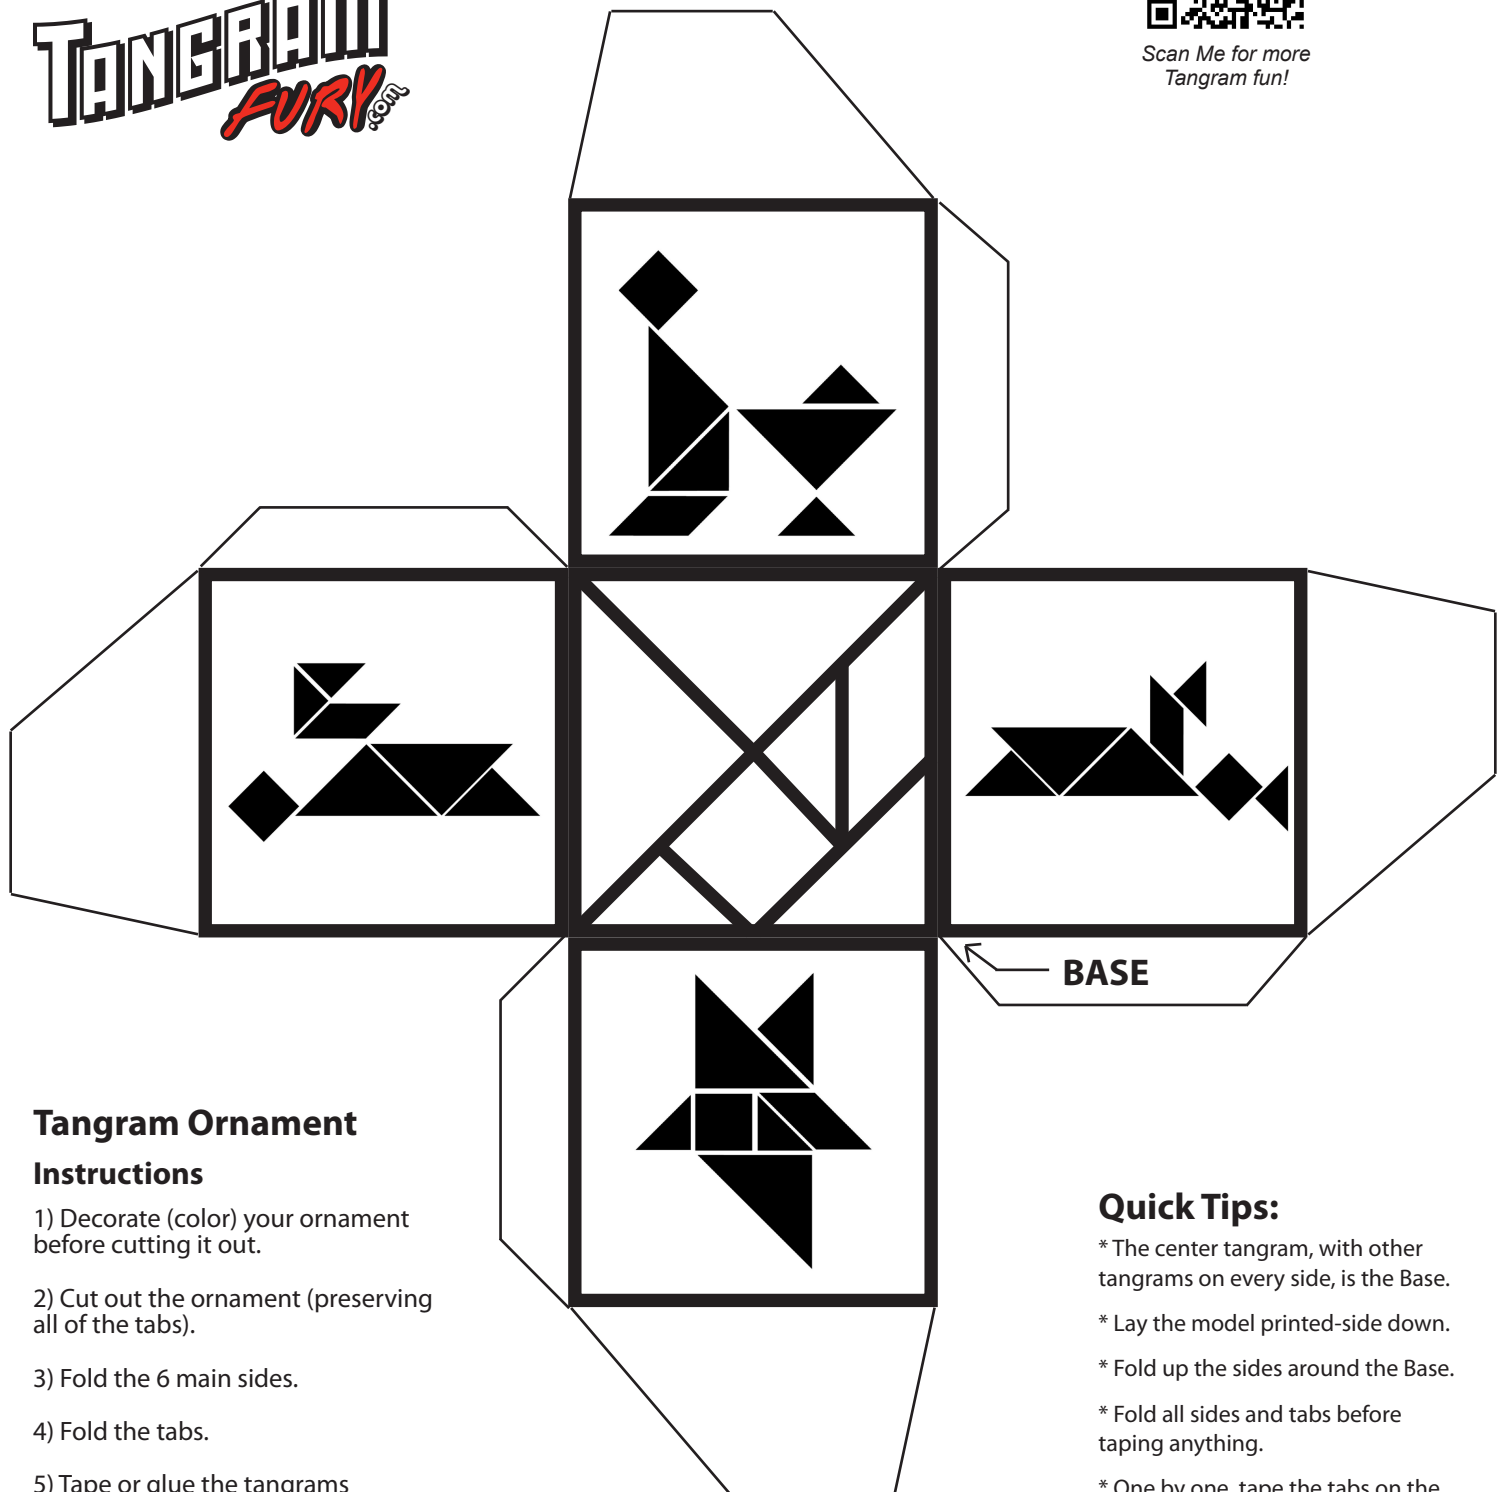 TANGRAM
FURY.com
Scan Me for more
Tangram fun!
BASE
Tangram Ornament
Instructions
1) Decorate (color) your ornament
before cutting it out.
2) Cut out the ornament (preserving
all of the tabs).
3) Fold the 6 main sides.
4) Fold the tabs.
5) Tape or glue the tangrams
Quick Tips:
* The center tangram, with other
tangrams on every side, is the Base.
* Lay the model printed-side down.
* Fold up the sides around the Base.
* Fold all sides and tabs before
taping anything.
* One by one, tape the tabs on the